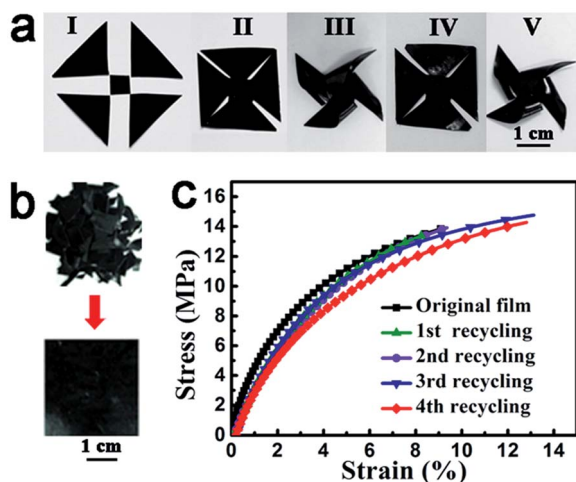 a
I II III IV V
1 cm
b
1 cm
c
Stress (MPa)
16
14
12
10
8
6
4
2
0
Original film
1st recycling
2nd recycling
3rd recycling
4th recycling
0 2 4 6 8 10 12 14
Strain (%)